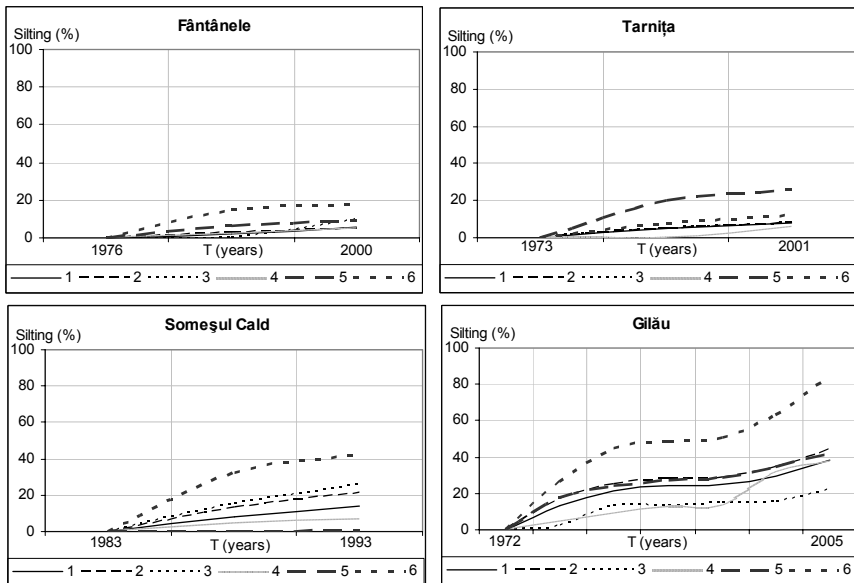 Fântânele
Silting (%)
100
80
60
40
20
0
1976 T (years) 2000
1 2 3 4 5 6
Tarnița
Silting (%)
100
80
60
40
20
0
1973 T (years) 2001
1 2 3 4 5 6
Someşul Cald
Silting (%)
100
80
60
40
20
0
1983 T (years) 1993
1 2 3 4 5 6
Gilău
Silting (%)
100
80
60
40
20
0
1972 T (years) 2005
1 2 3 4 5 6